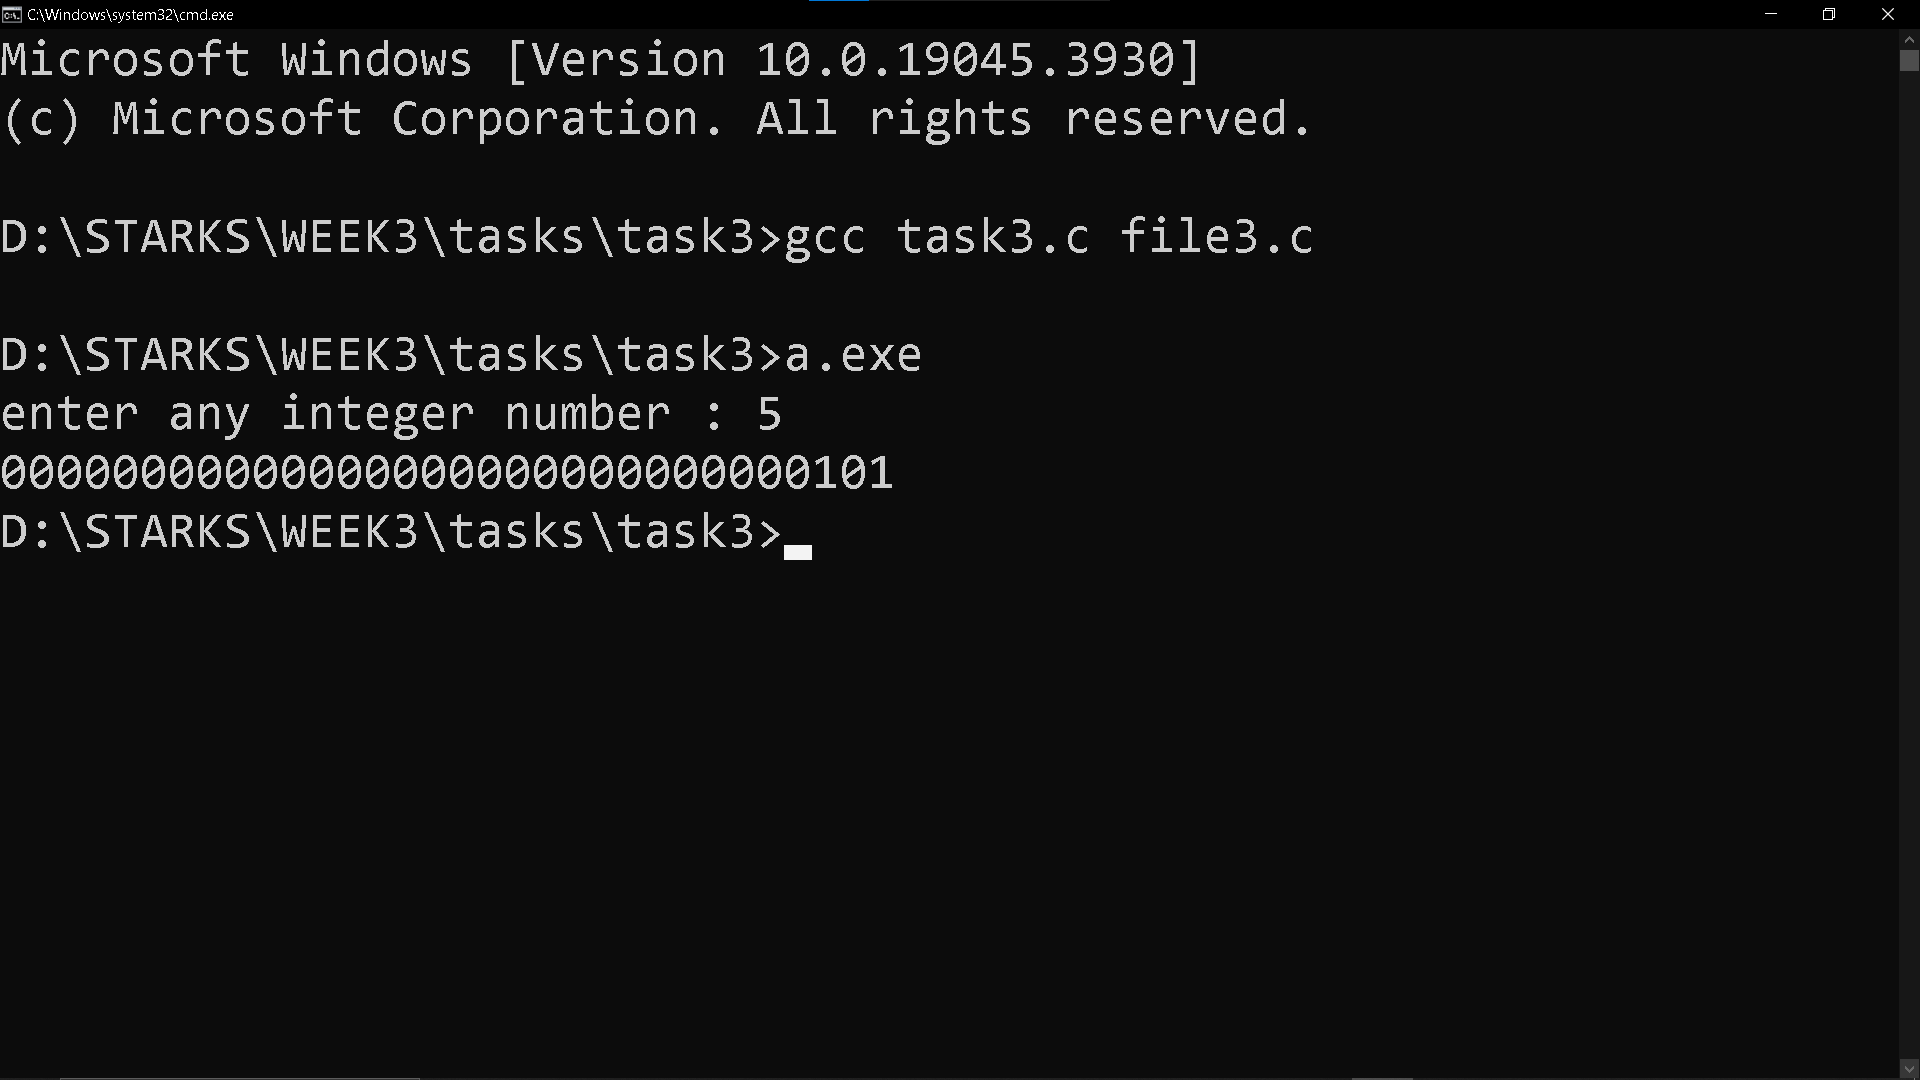 C:\Windows\system32\cmd.exe
Microsoft Windows [Version 10.0.19045.3930]
(c) Microsoft Corporation. All rights reserved.
D:\STARKS\WEEK3\tasks\task3>gcc task3.c file3.c
D:\STARKS\WEEK3\tasks\task3>a.exe
enter any integer number : 5
00000000000000000000000000000101
D:\STARKS\WEEK3\tasks\task3>